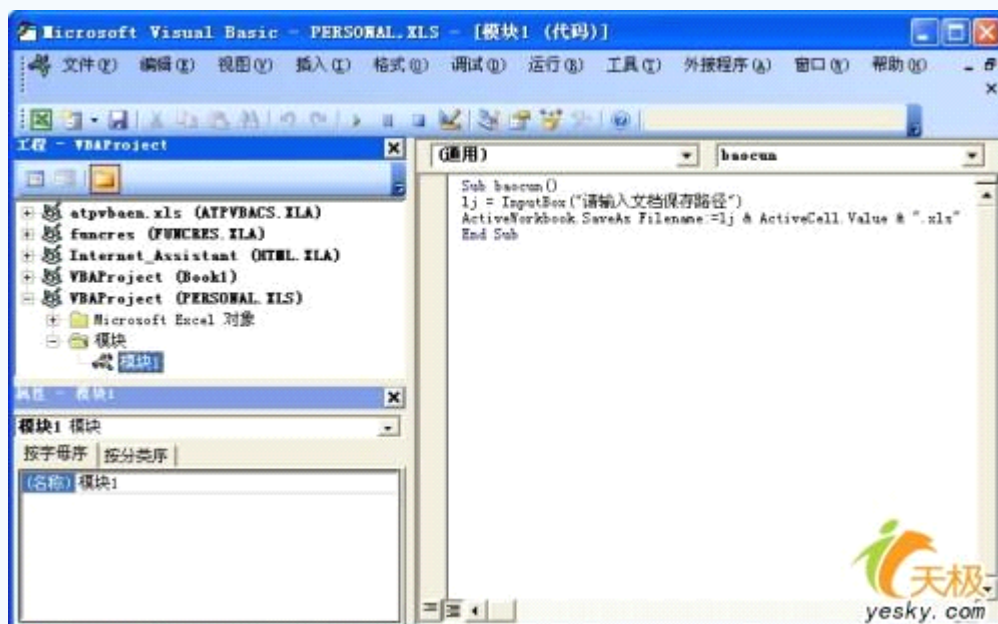 Microsoft Visual Basic - PERSONAL.XLS - [模块1 (代码)]
文件(F) 编辑(E) 视图(V) 插入(I) 格式(O) 调试(D) 运行(R) 工具(T) 外接程序(A) 窗口(W) 帮助(H)
工程 - VBAProject
(通用) baocun
Sub baocun()
lj = InputBox("请输入文档保存路径")
ActiveWorkbook.SaveAs Filename:=lj & ActiveCell.Value & ".xls"
End Sub
atpvbaen.xls (ATPVBACS.XLA)
funcres (FUNCRES.XLA)
Internet_Assistant (HTML.XLA)
VBAProject (Book1)
VBAProject (PERSONAL.XLS)
Microsoft Excel 对象
模块
模块1
属性 - 模块1
模块1 模块
按字母序 按分类序
(名称) 模块1
天极
yesky.com